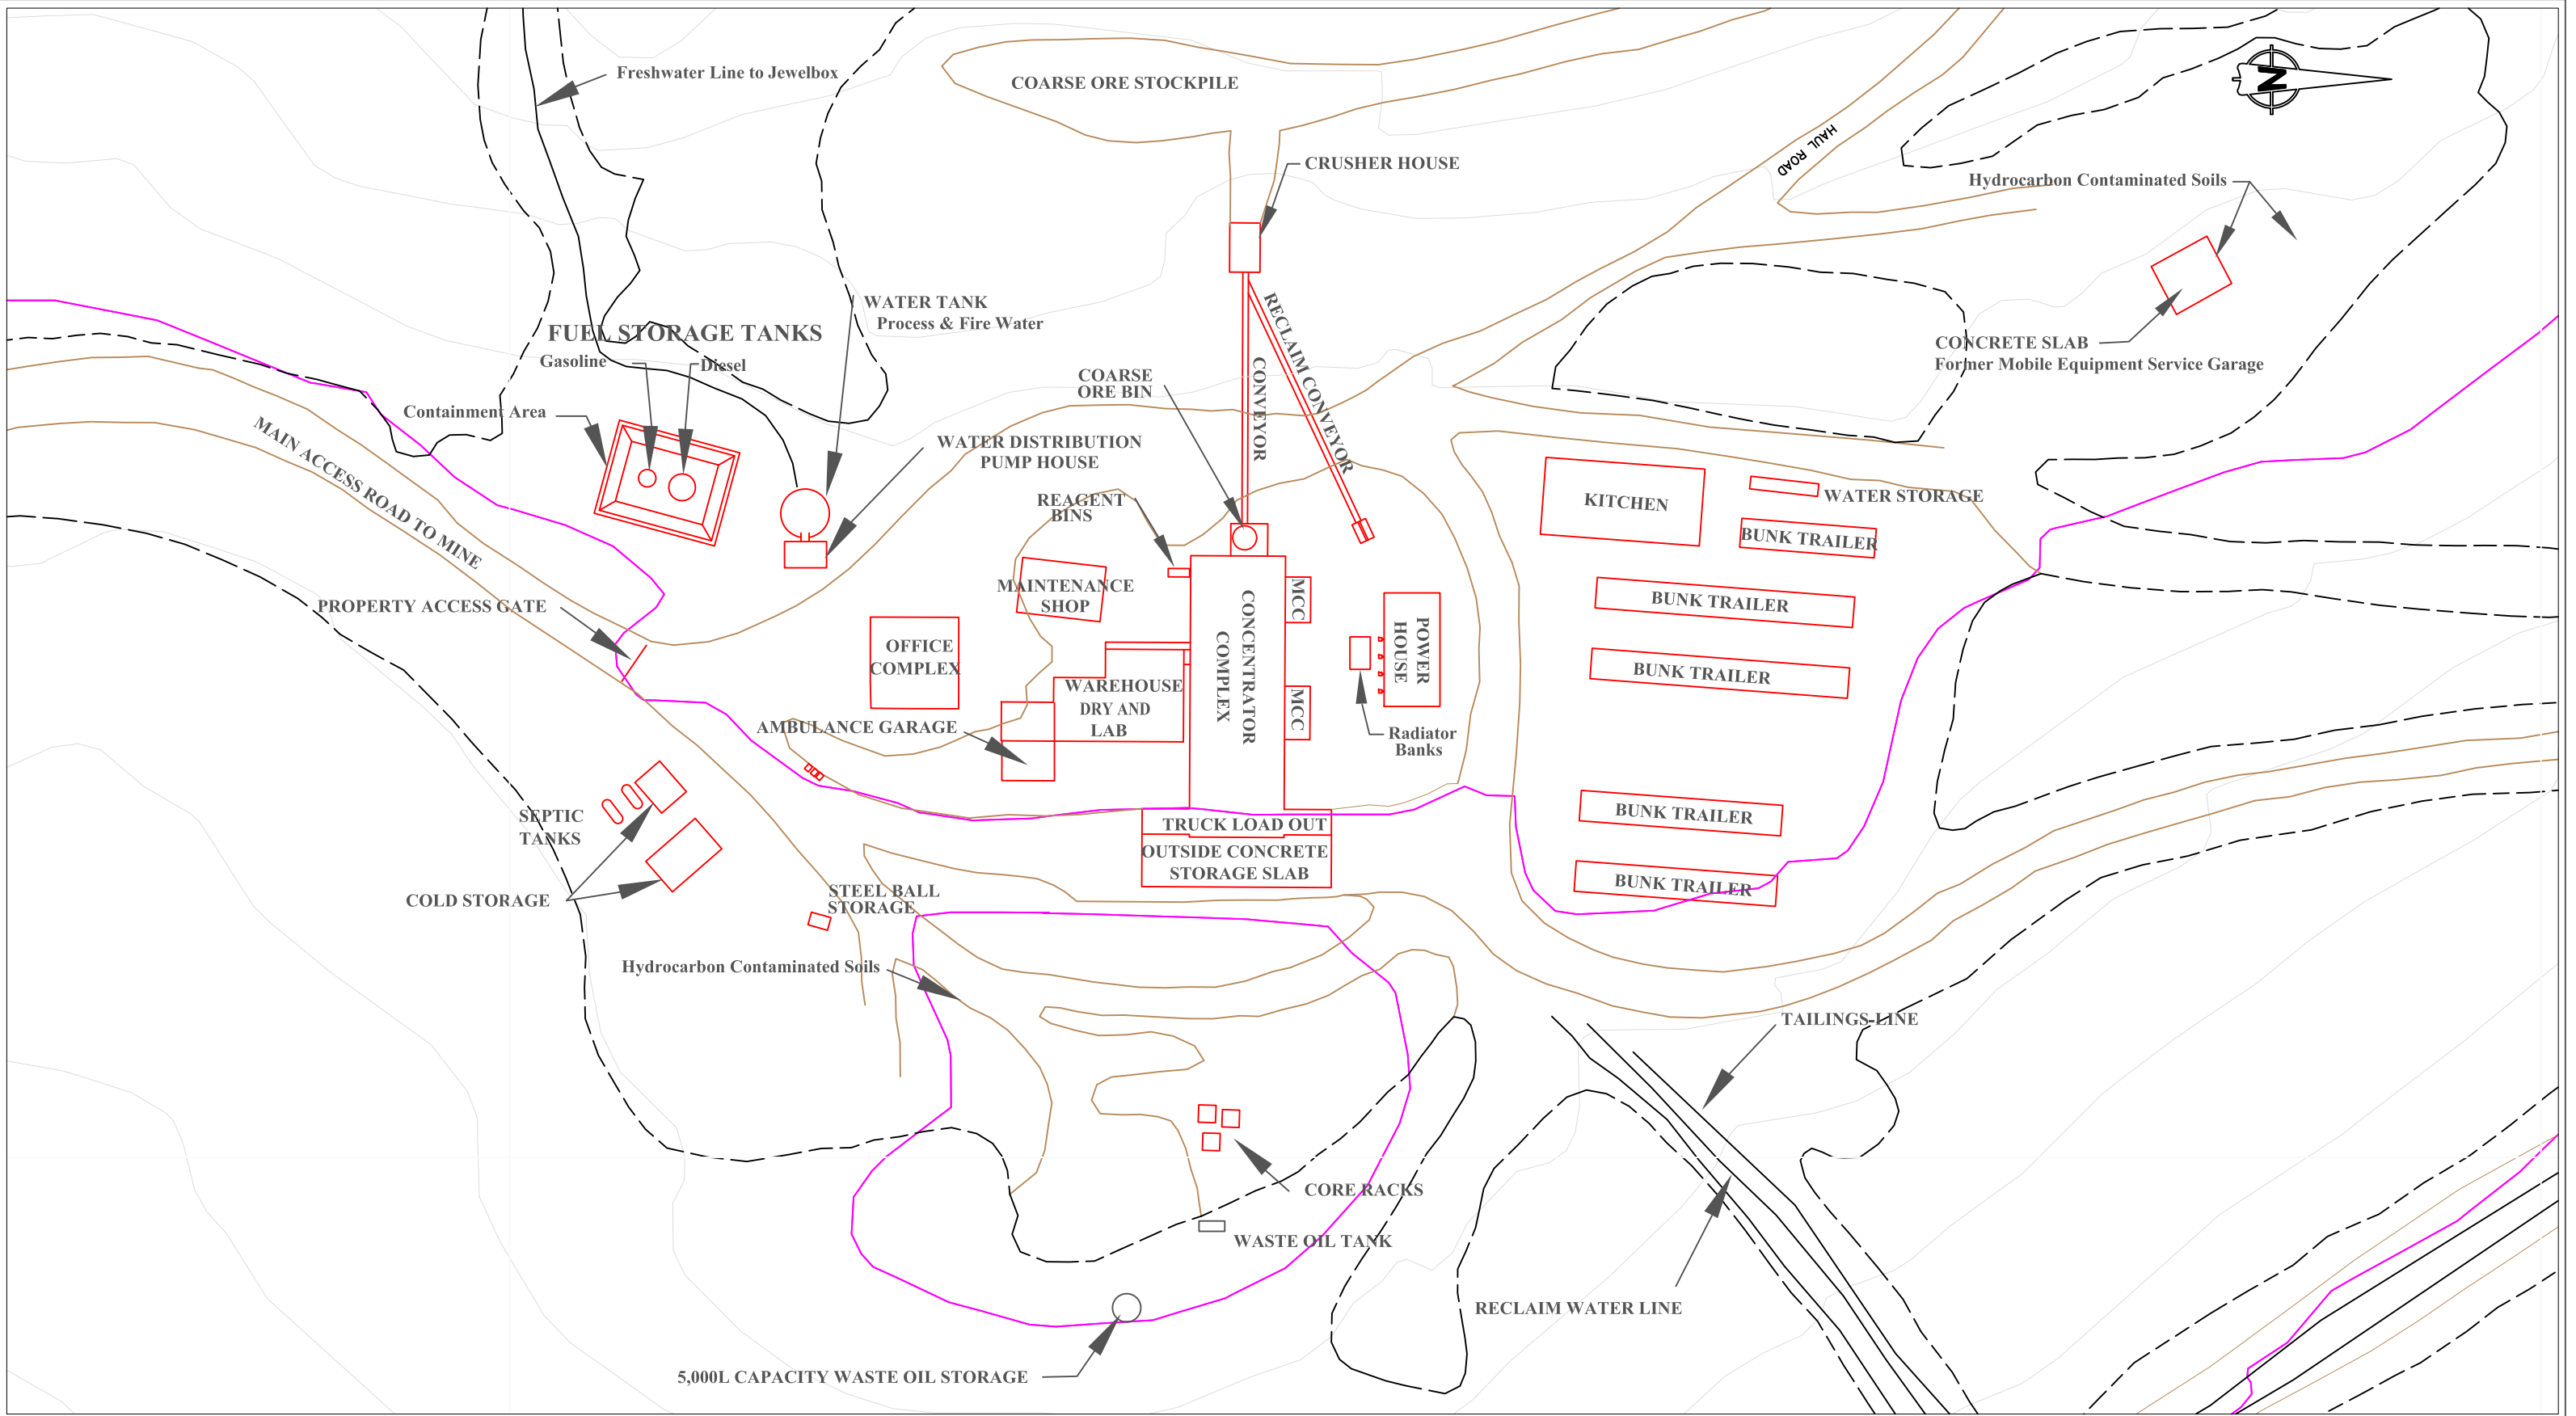 Freshwater Line to Jewelbox
COARSE ORE STOCKPILE
N
HAUL ROAD
CRUSHER HOUSE
Hydrocarbon Contaminated Soils
WATER TANK
Process & Fire Water
FUEL STORAGE TANKS
Gasoline
Diesel
RECLAIM CONVEYOR
CONVEYOR
CONCRETE SLAB
Former Mobile Equipment Service Garage
COARSE
ORE BIN
Containment Area
MAIN ACCESS ROAD TO MINE
WATER DISTRIBUTION
PUMP HOUSE
REAGENT
BINS
KITCHEN
WATER STORAGE
BUNK TRAILER
MAINTENANCE
SHOP
MCC
PROPERTY ACCESS GATE
BUNK TRAILER
OFFICE
COMPLEX
CONCENTRATOR
COMPLEX
POWER
HOUSE
BUNK TRAILER
WAREHOUSE
DRY AND
LAB
MCC
AMBULANCE GARAGE
Radiator
Banks
SEPTIC
TANKS
TRUCK LOAD OUT
BUNK TRAILER
OUTSIDE CONCRETE
STORAGE SLAB
BUNK TRAILER
COLD STORAGE
STEEL BALL
STORAGE
Hydrocarbon Contaminated Soils
TAILINGS LINE
CORE RACKS
WASTE OIL TANK
RECLAIM WATER LINE
5,000L CAPACITY WASTE OIL STORAGE